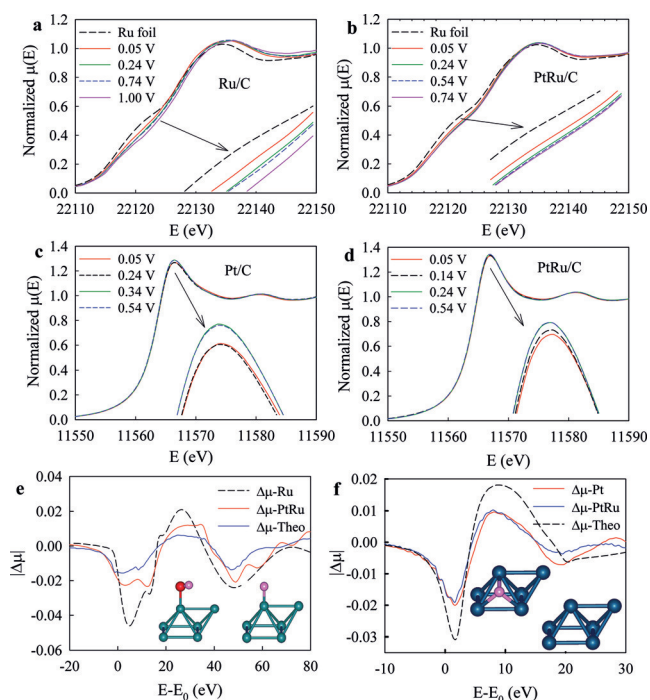 a
Normalized μ(E)
1.2
1.0
0.8
0.6
0.4
0.2
0.0
Ru foil
0.05 V
0.24 V
0.74 V
1.00 V
Ru/C
22110 22120 22130 22140 22150
E (eV)
b
Normalized μ(E)
1.2
1.0
0.8
0.6
0.4
0.2
0.0
Ru foil
0.05 V
0.24 V
0.54 V
0.74 V
PtRu/C
22110 22120 22130 22140 22150
E (eV)
c
Normalized μ(E)
1.4
1.2
1.0
0.8
0.6
0.4
0.2
0.0
0.05 V
0.24 V
0.34 V
0.54 V
Pt/C
11550 11560 11570 11580 11590
E (eV)
d
Normalized μ(E)
1.4
1.2
1.0
0.8
0.6
0.4
0.2
0.0
0.05 V
0.14 V
0.24 V
0.54 V
PtRu/C
11550 11560 11570 11580 11590
E (eV)
e
|Δμ|
0.04
0.02
0.00
-0.02
-0.04
-0.06
Δμ-Ru
Δμ-PtRu
Δμ-Theo
-20 0 20 40 60 80
E-E0 (eV)
f
|Δμ|
0.02
0.01
0.00
-0.01
-0.02
-0.03
-0.04
Δμ-Pt
Δμ-PtRu
Δμ-Theo
-10 0 10 20 30
E-E0 (eV)